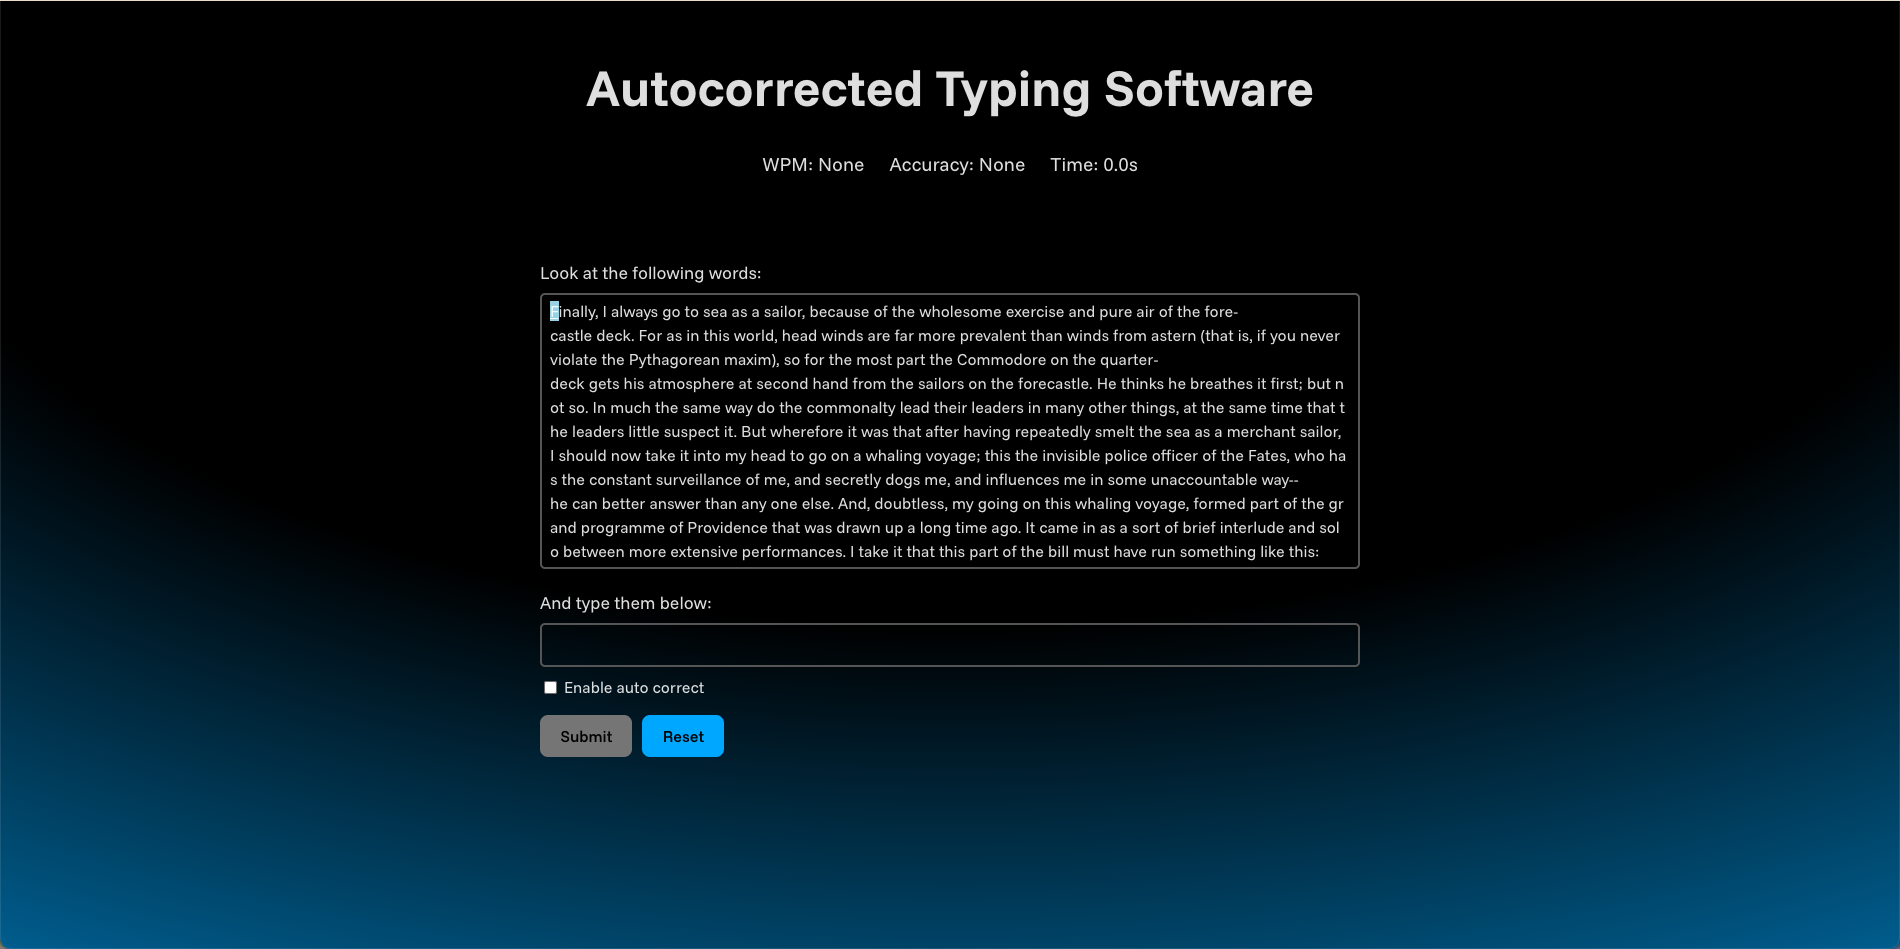 Autocorrected Typing Software
WPM: None Accuracy: None Time: 0.0s
Look at the following words:
Finally, I always go to sea as a sailor, because of the wholesome exercise and pure air of the fore-
castle deck. For as in this world, head winds are far more prevalent than winds from astern (that is, if you never
violate the Pythagorean maxim), so for the most part the Commodore on the quarter-
deck gets his atmosphere at second hand from the sailors on the forecastle. He thinks he breathes it first; but n
ot so. In much the same way do the commonalty lead their leaders in many other things, at the same time that t
he leaders little suspect it. But wherefore it was that after having repeatedly smelt the sea as a merchant sailor,
I should now take it into my head to go on a whaling voyage; this the invisible police officer of the Fates, who ha
s the constant surveillance of me, and secretly dogs me, and influences me in some unaccountable way--
he can better answer than any one else. And, doubtless, my going on this whaling voyage, formed part of the gr
and programme of Providence that was drawn up a long time ago. It came in as a sort of brief interlude and sol
o between more extensive performances. I take it that this part of the bill must have run something like this:
And type them below:
Enable auto correct
Submit Reset